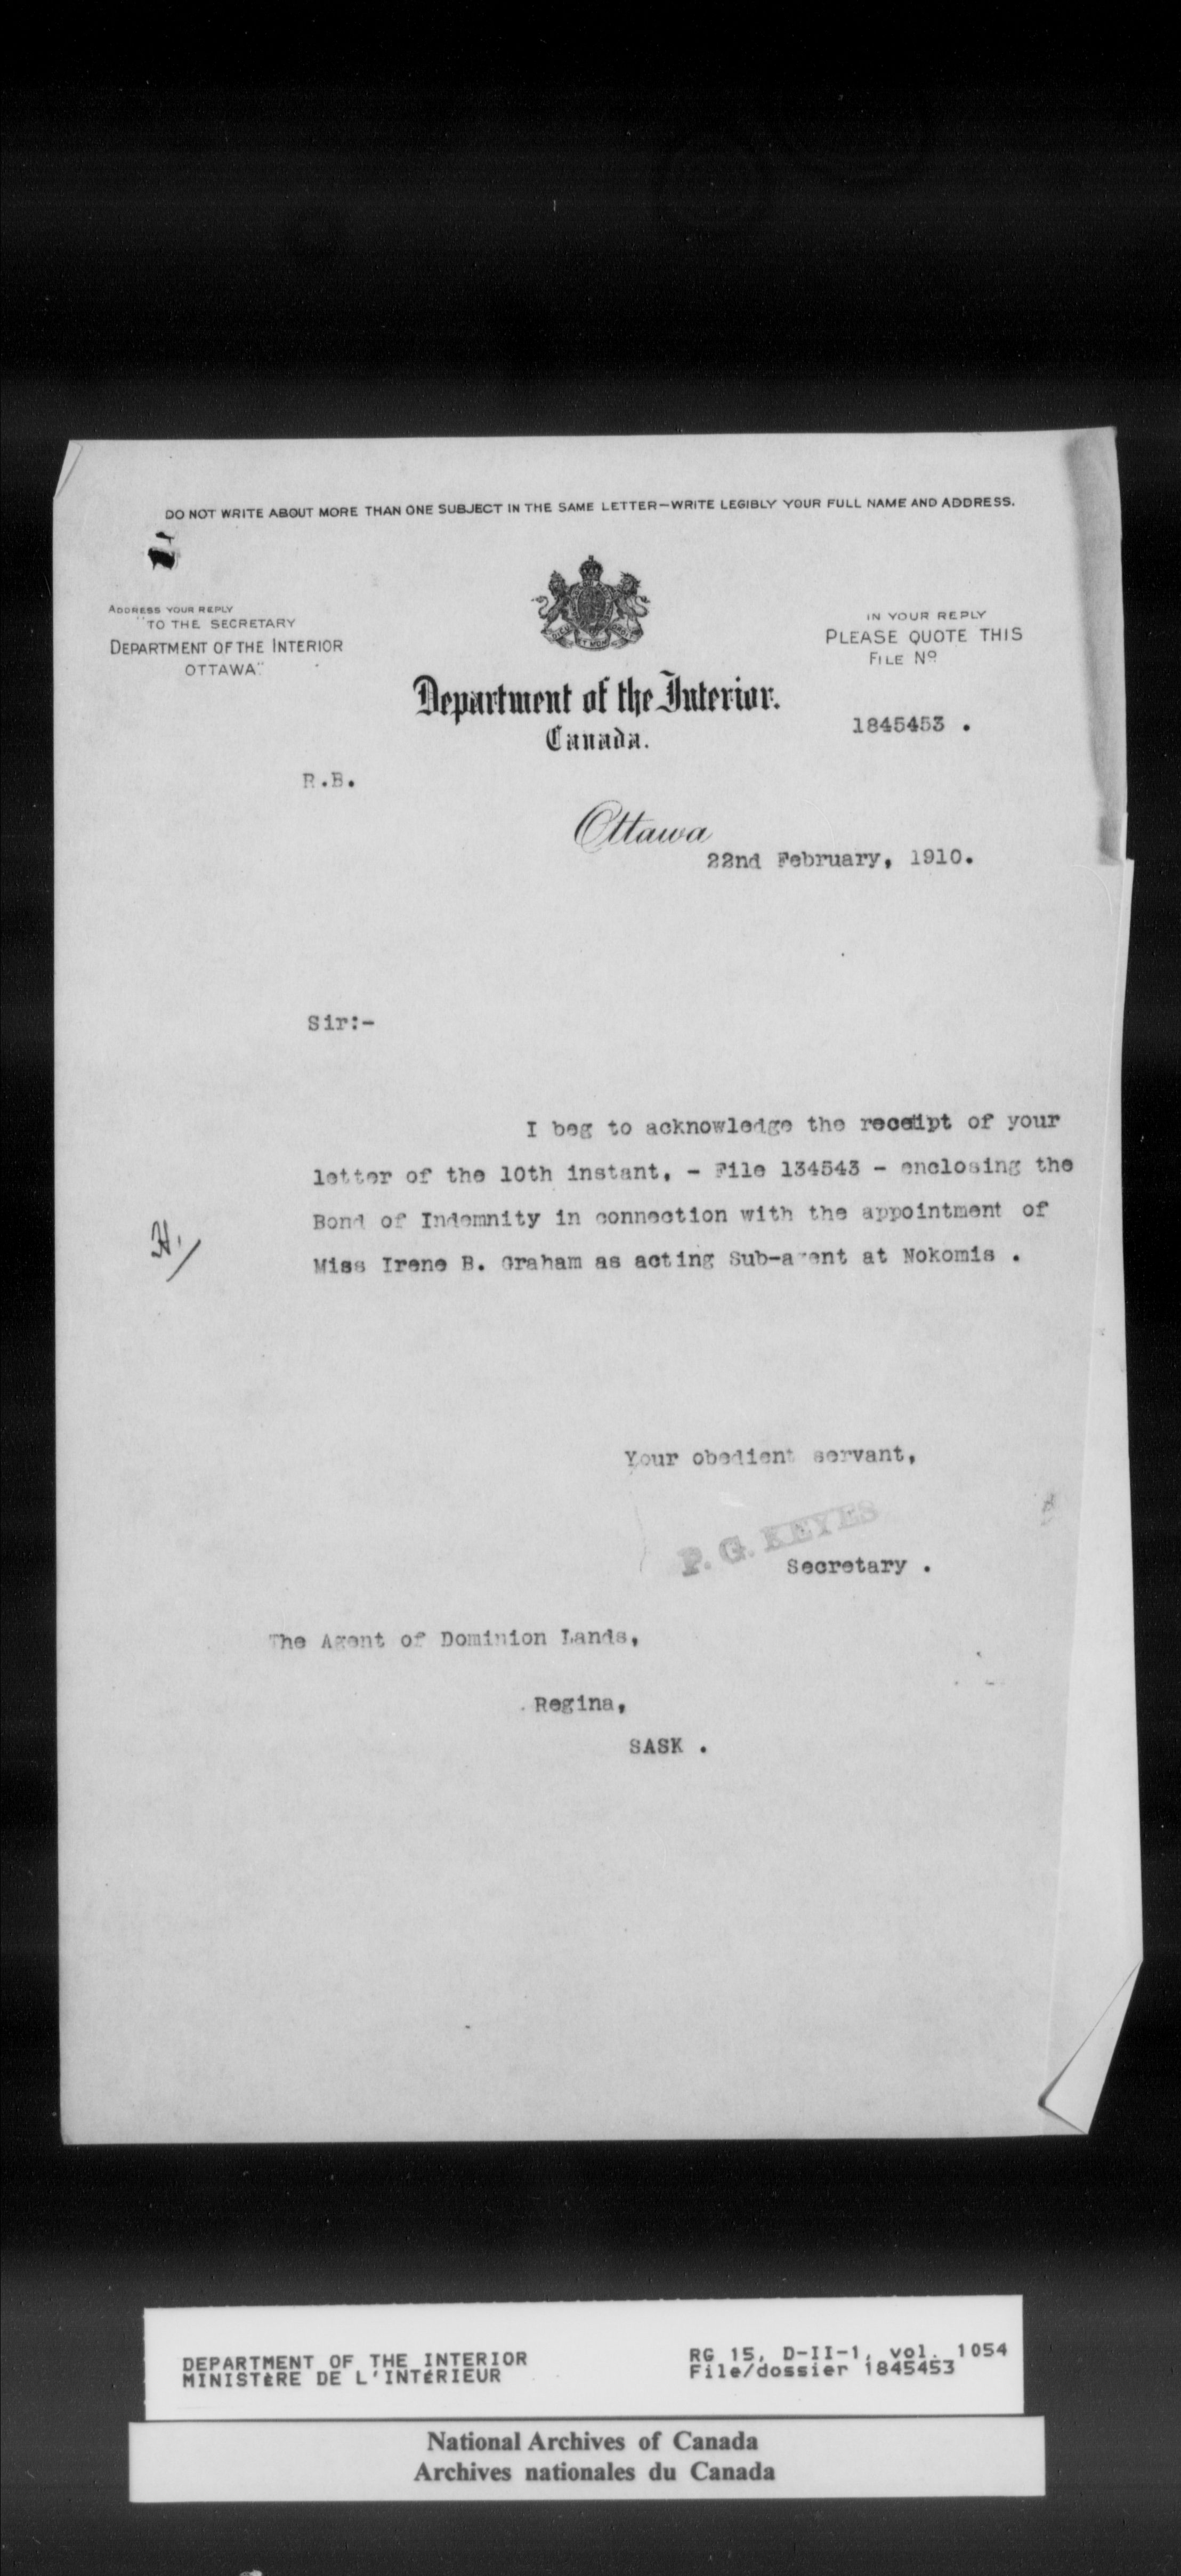 DO NOT WRITE ABOUT MORE THAN ONE SUBJECT IN THE SAME LETTER—WRITE LEGIBLY YOUR FULL NAME AND ADDRESS.
ADDRESS YOUR REPLY
"TO THE SECRETARY
DEPARTMENT OF THE INTERIOR
OTTAWA."
IN YOUR REPLY
PLEASE QUOTE THIS
FILE Nº
Department of the Interior.
Canada.
1845453 .
R.B.
Ottawa
22nd February, 1910.
Sir:-
I beg to acknowledge the receipt of your
letter of the 10th instant, - File 134543 - enclosing the
Bond of Indemnity in connection with the appointment of
Miss Irene B. Graham as acting Sub-agent at Nokomis .
H.
Your obedient servant,
P. G. KEYES
Secretary .
The Agent of Dominion Lands,
Regina,
SASK .
DEPARTMENT OF THE INTERIOR
MINISTÈRE DE L'INTÉRIEUR
RG 15, D-II-1, vol. 1054
File/dossier 1845453
National Archives of Canada
Archives nationales du Canada